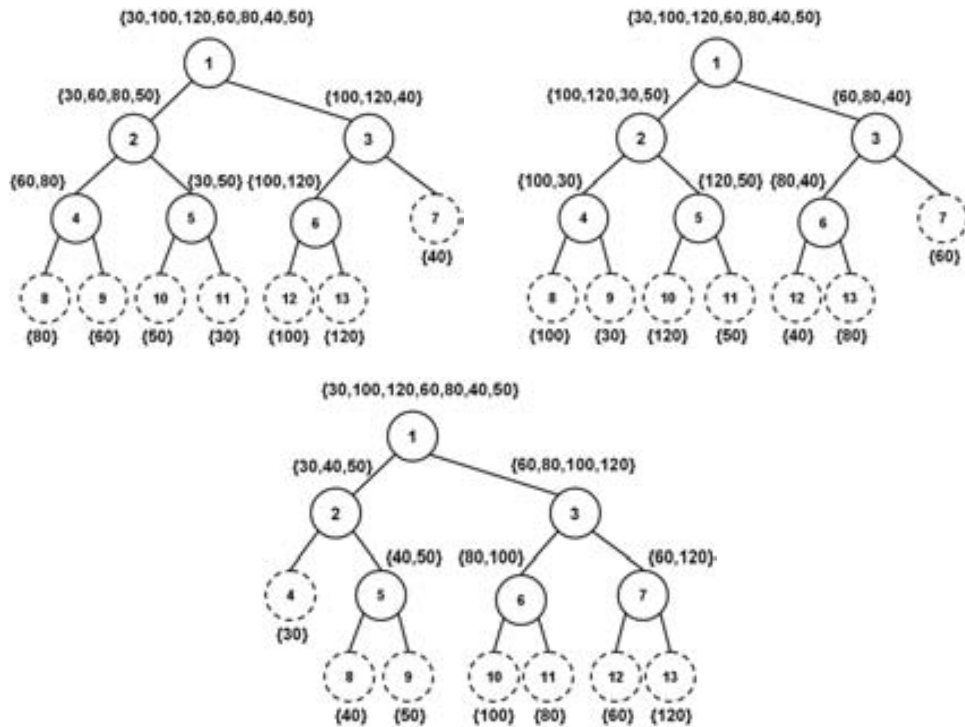 {30,100,120,60,80,40,50} {30,100,120,60,80,40,50}
1 1
{30,60,80,50} {100,120,40} {100,120,30,50} {60,80,40}
2 3 2 3
{60,80} {30,50} {100,120} {100,30} {120,50} {80,40}
4 5 6 7 4 5 6 7
{40} {60}
8 9 10 11 12 13 8 9 10 11 12 13
{80} {60} {50} {30} {100} {120} {100} {30} {120} {50} {40} {80}
{30,100,120,60,80,40,50}
1
{30,40,50} {60,80,100,120}
2 3
{40,50} {80,100} {60,120}
4 5 6 7
{30}
8 9 10 11 12 13
{40} {50} {100} {80} {60} {120}